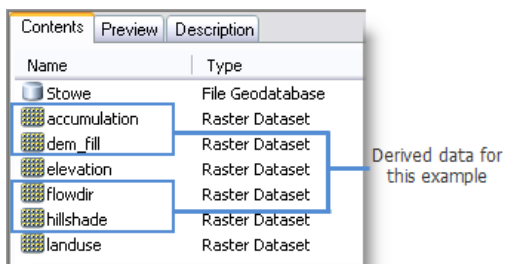 Contents Preview Description
Name Type
Stowe File Geodatabase
accumulation Raster Dataset
dem_fill Raster Dataset
elevation Raster Dataset
flowdir Raster Dataset
hillshade Raster Dataset
landuse Raster Dataset
Derived data for
this example